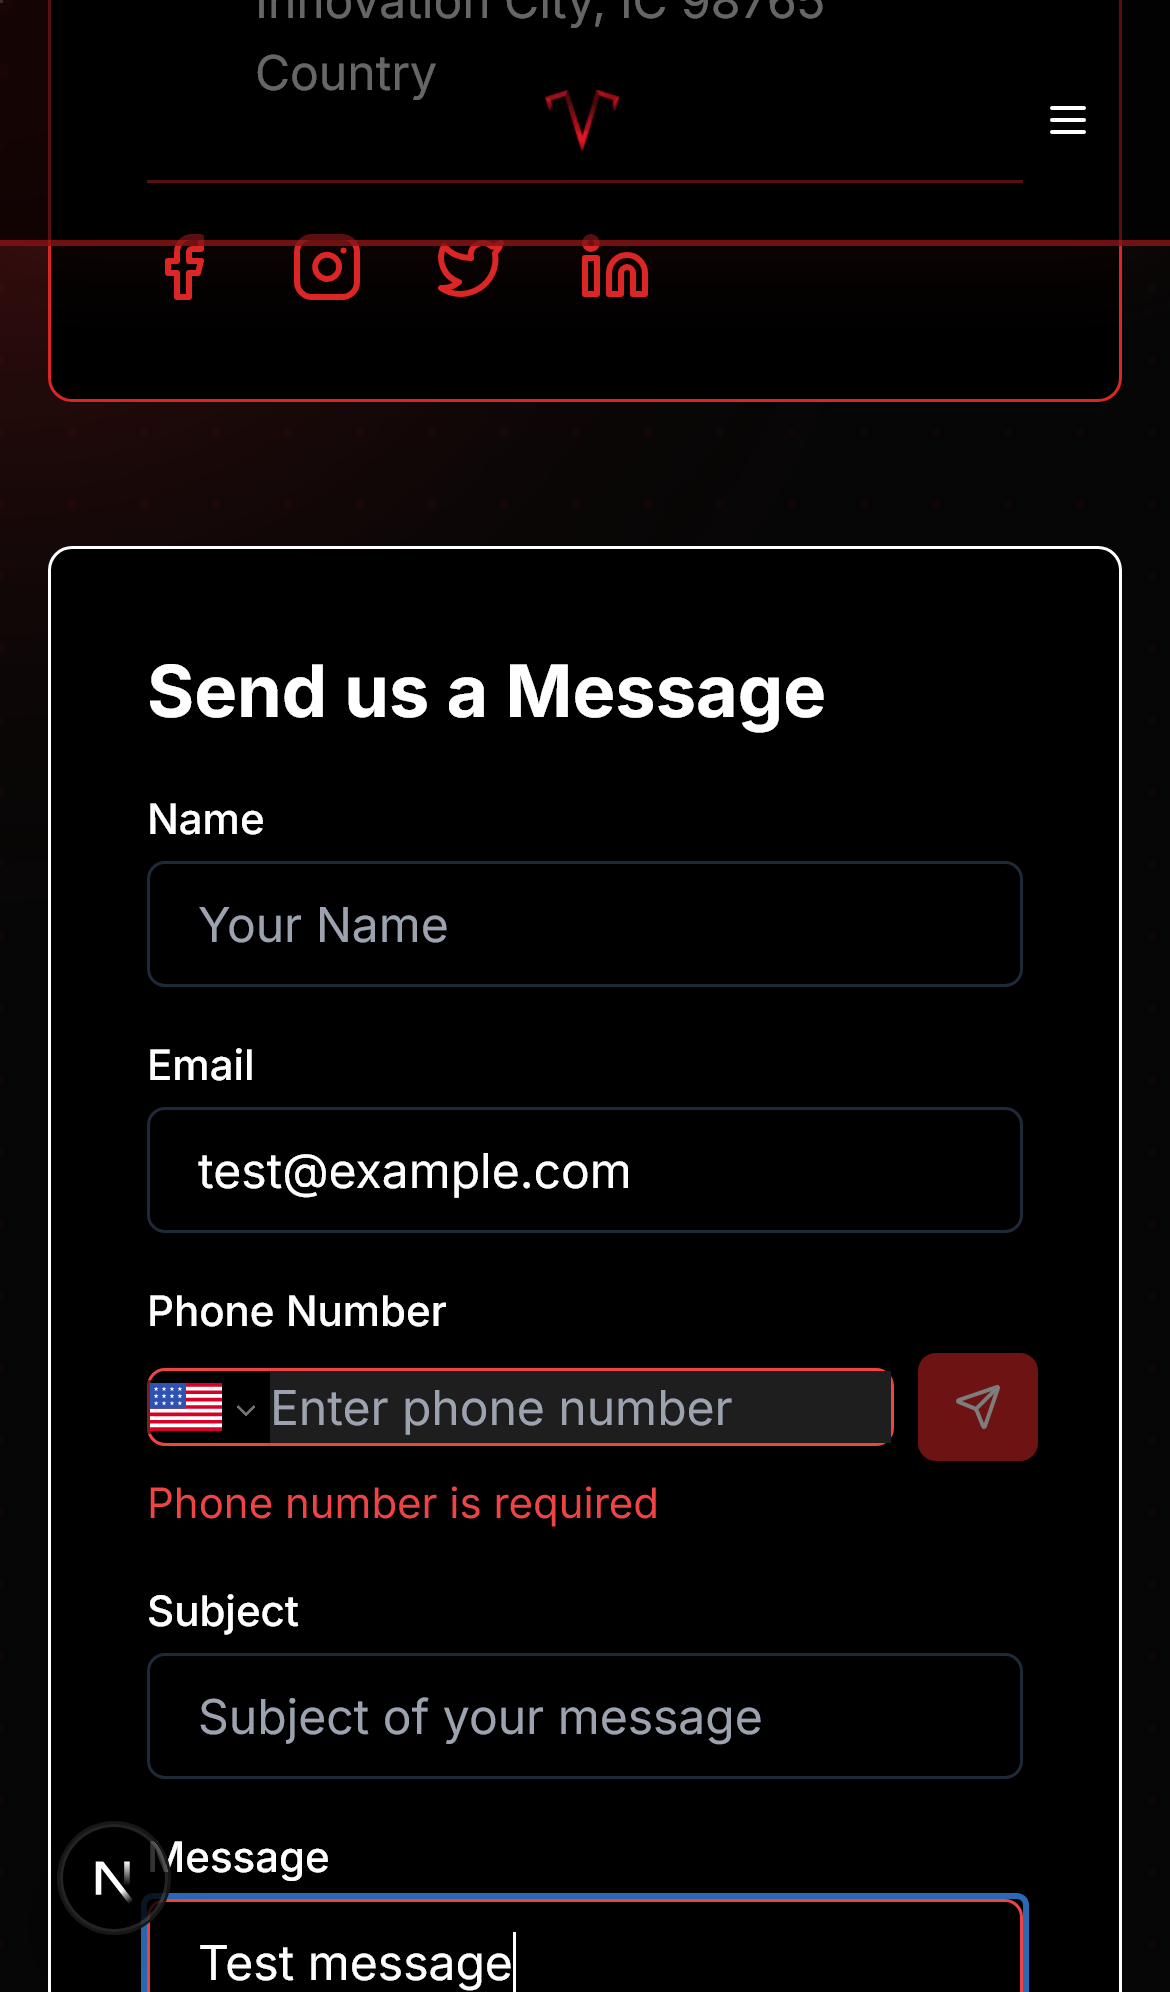 Innovation City, IC 98765
Country
Send us a Message
Name
Your Name
Email
test@example.com
Phone Number
Enter phone number
Phone number is required
Subject
Subject of your message
Message
N
Test message